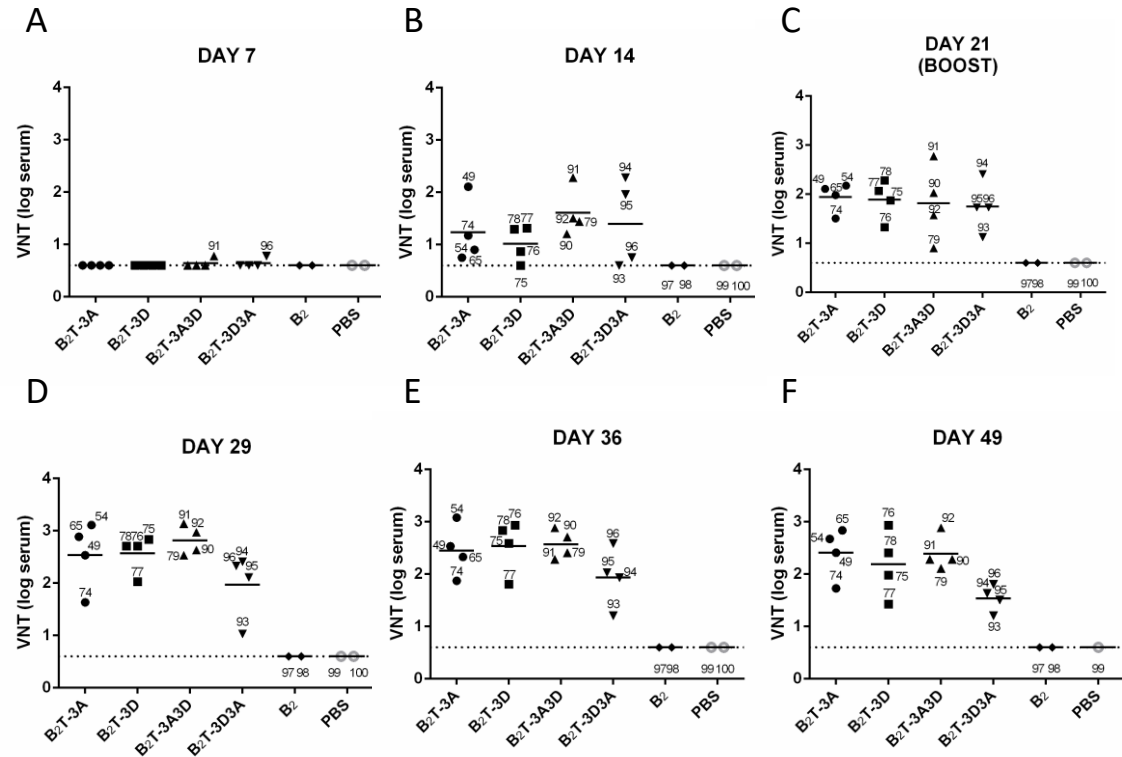 A
DAY 7
VNT (log serum)
4
3
2
1
0
91
96
B2T-3A
B2T-3D
B2T-3A3D
B2T-3D3A
B2
PBS
B
DAY 14
VNT (log serum)
4
3
2
1
0
49
74
54
65
78
77
76
75
91
92
79
90
94
95
76
93
97
98
99
100
B2T-3A
B2T-3D
B2T-3A3D
B2T-3D3A
B2
PBS
C
DAY 21
(BOOST)
VNT (log serum)
4
3
2
1
0
49
54
65
74
78
77
75
76
91
90
92
79
94
95
96
93
97
98
99
100
B2T-3A
B2T-3D
B2T-3A3D
B2T-3D3A
B2
PBS
D
DAY 29
VNT (log serum)
4
3
2
1
0
65
54
49
74
78
76
75
77
91
92
79
90
96
94
95
93
97
98
99
100
B2T-3A
B2T-3D
B2T-3A3D
B2T-3D3A
B2
PBS
E
DAY 36
VNT (log serum)
4
3
2
1
0
54
49
65
74
78
76
75
77
92
90
91
79
96
95
94
93
97
98
99
100
B2T-3A
B2T-3D
B2T-3A3D
B2T-3D3A
B2
PBS
F
DAY 49
VNT (log serum)
4
3
2
1
0
54
65
49
74
76
78
75
77
92
91
90
79
96
94
95
93
97
98
99
B2T-3A
B2T-3D
B2T-3A3D
B2T-3D3A
B2
PBS